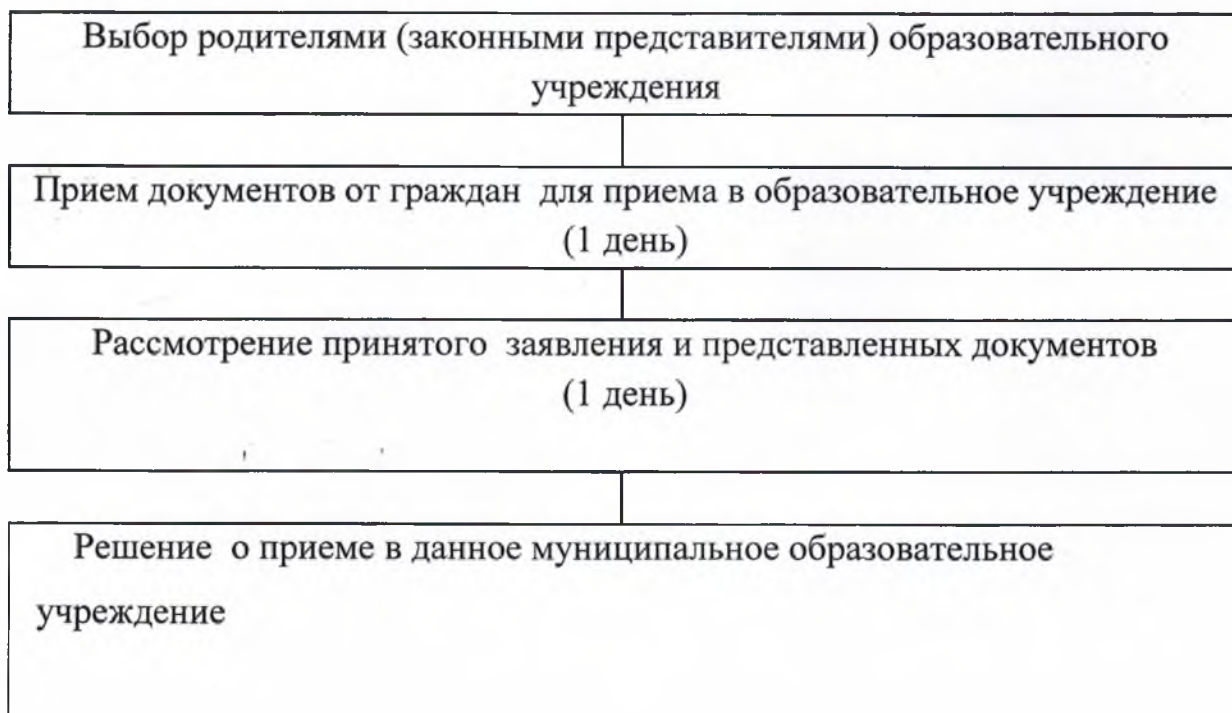 Выбор родителями (законными представителями) образовательного
учреждения
Прием документов от граждан для приема в образовательное учреждение
(1 день)
Рассмотрение принятого заявления и представленных документов
(1 день)
Решение о приеме в данное муниципальное образовательное
учреждение